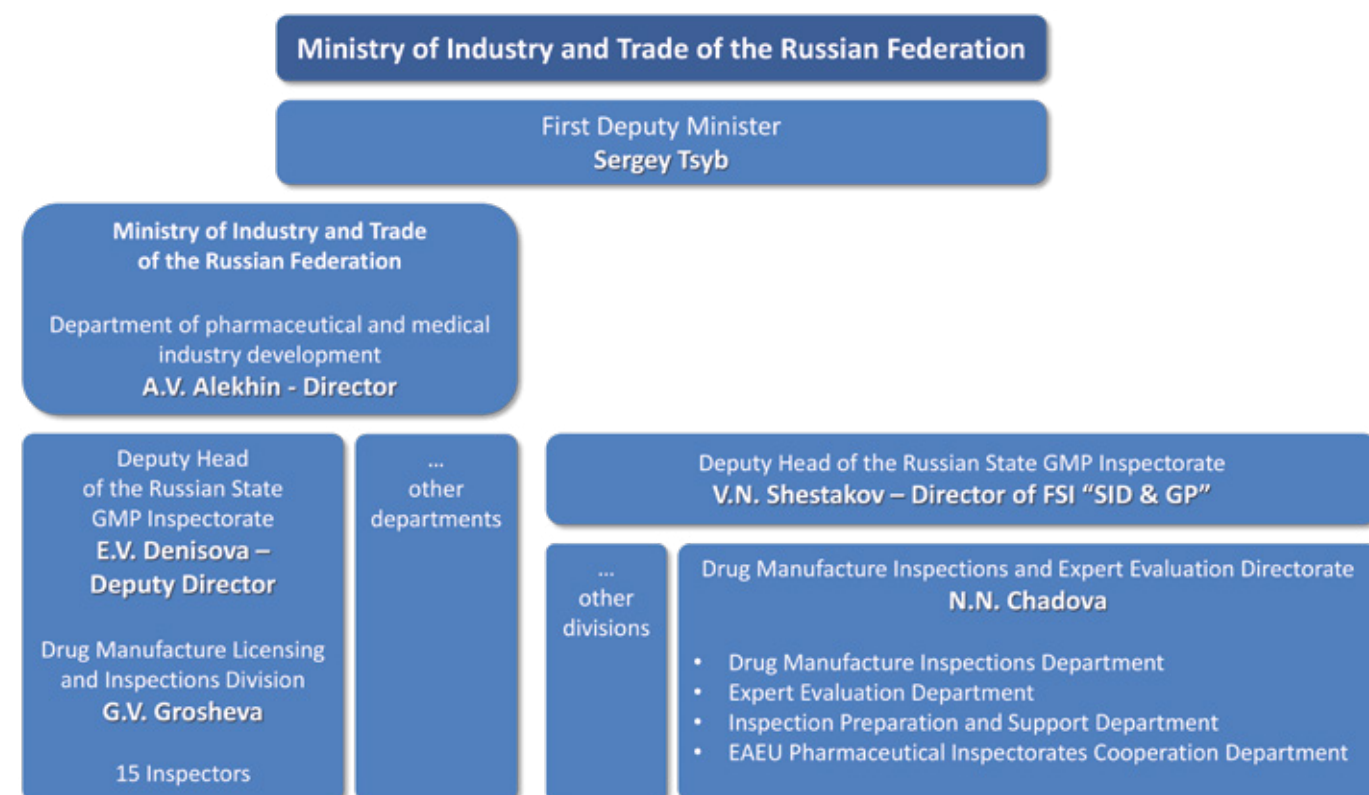 Ministry of Industry and Trade of the Russian Federation
First Deputy Minister
Sergey Tsyb
Ministry of Industry and Trade
of the Russian Federation
Department of pharmaceutical and medical
industry development
A.V. Alekhin - Director
Deputy Head
of the Russian State
GMP Inspectorate
E.V. Denisova –
Deputy Director
Drug Manufacture Licensing
and Inspections Division
G.V. Grosheva
15 Inspectors
...
other
departments
Deputy Head of the Russian State GMP Inspectorate
V.N. Shestakov – Director of FSI “SID & GP”
...
other
divisions
Drug Manufacture Inspections and Expert Evaluation Directorate
N.N. Chadova
• Drug Manufacture Inspections Department
• Expert Evaluation Department
• Inspection Preparation and Support Department
• EAEU Pharmaceutical Inspectorates Cooperation Department